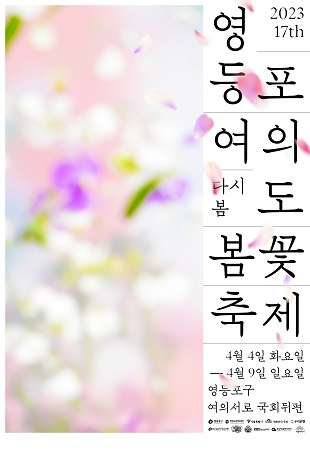 2023
17th
영등포
여의도
다시
봄
봄꽃
축제
4월 4일 화요일
— 4월 9일 일요일
영등포구
여의서로 국회뒤편